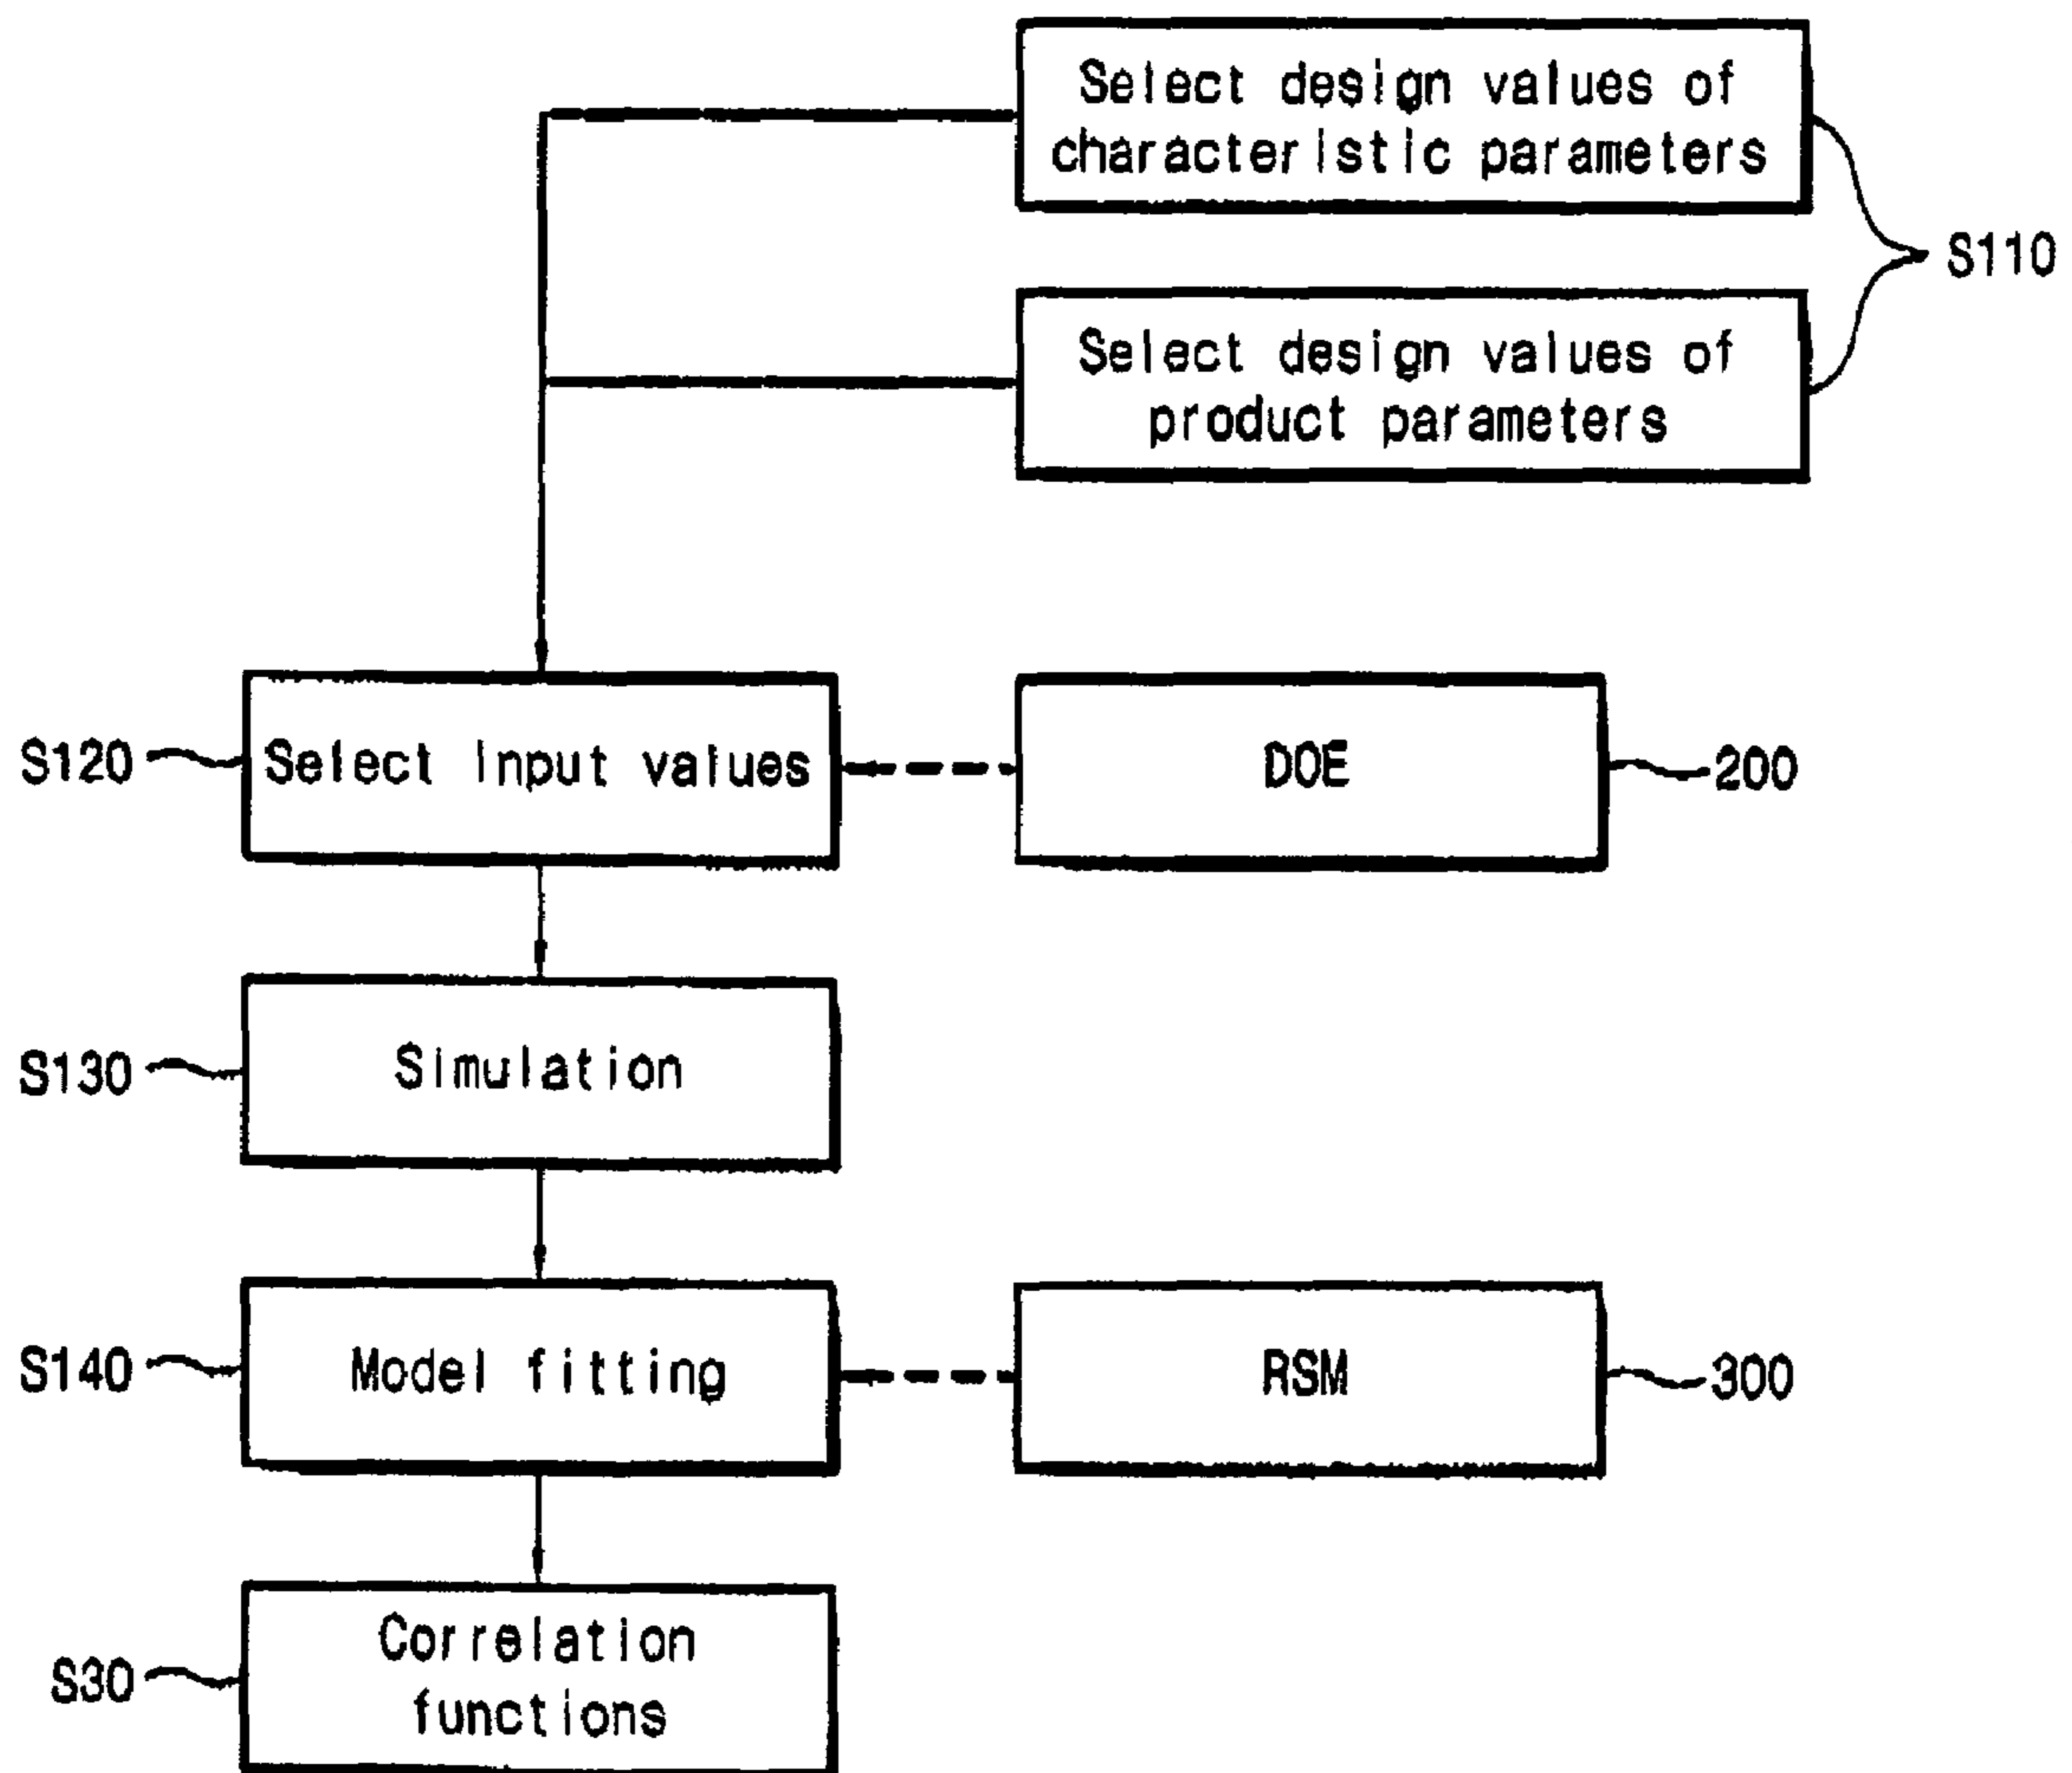 Select design values of
characteristic parameters
S110
Select design values of
product parameters
S120
Select Input values
DOE
200
S130
Simulation
S140
Model fitting
RSM
300
S30
Correlation
functions